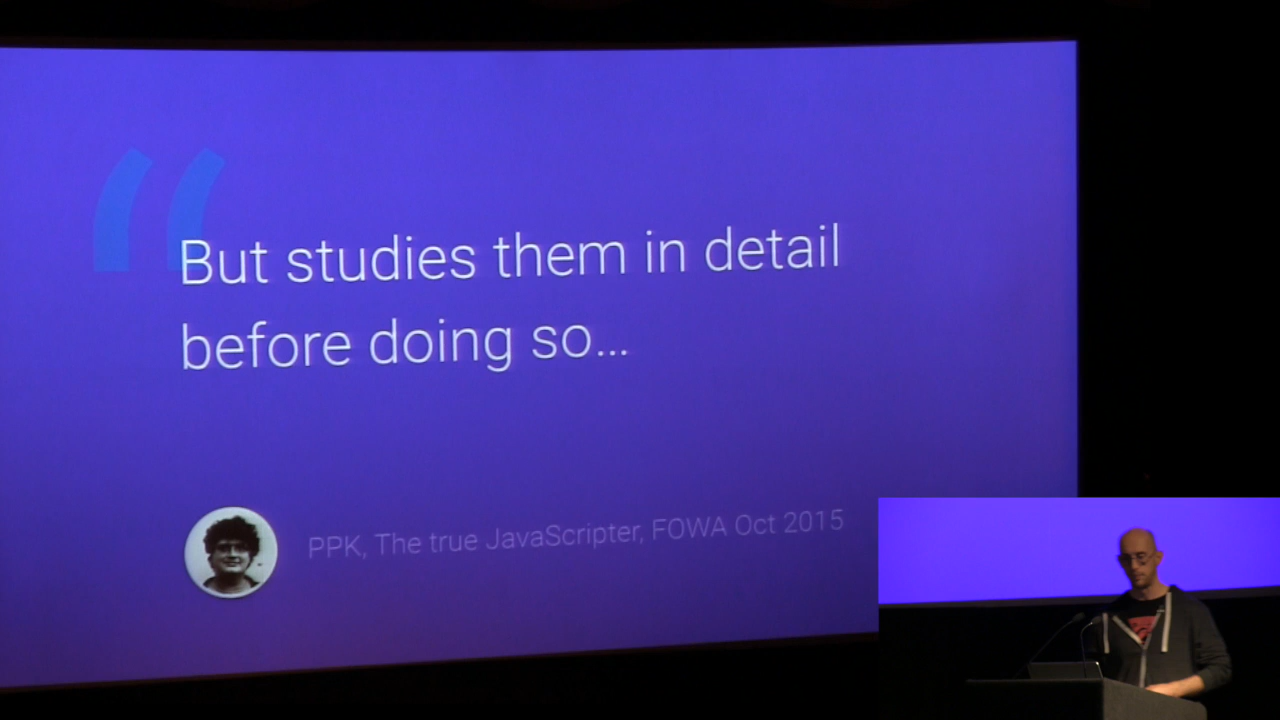 “
But studies them in detail
before doing so...
PPK, The true JavaScripter, FOWA Oct 2015